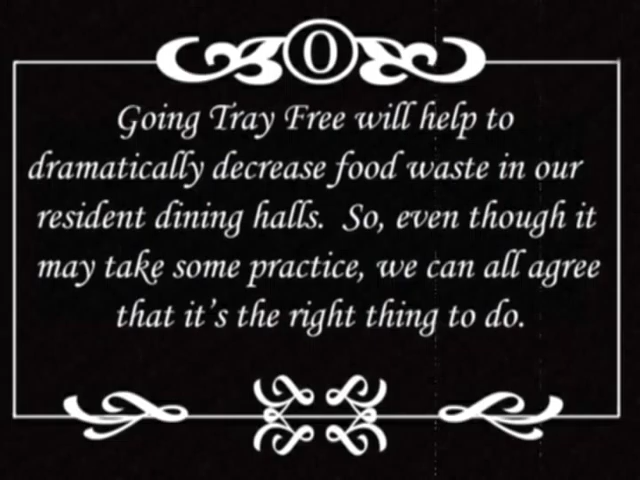 O
Going Tray Free will help to
dramatically decrease food waste in our
resident dining halls. So, even though it
may take some practice, we can all agree
that it's the right thing to do.